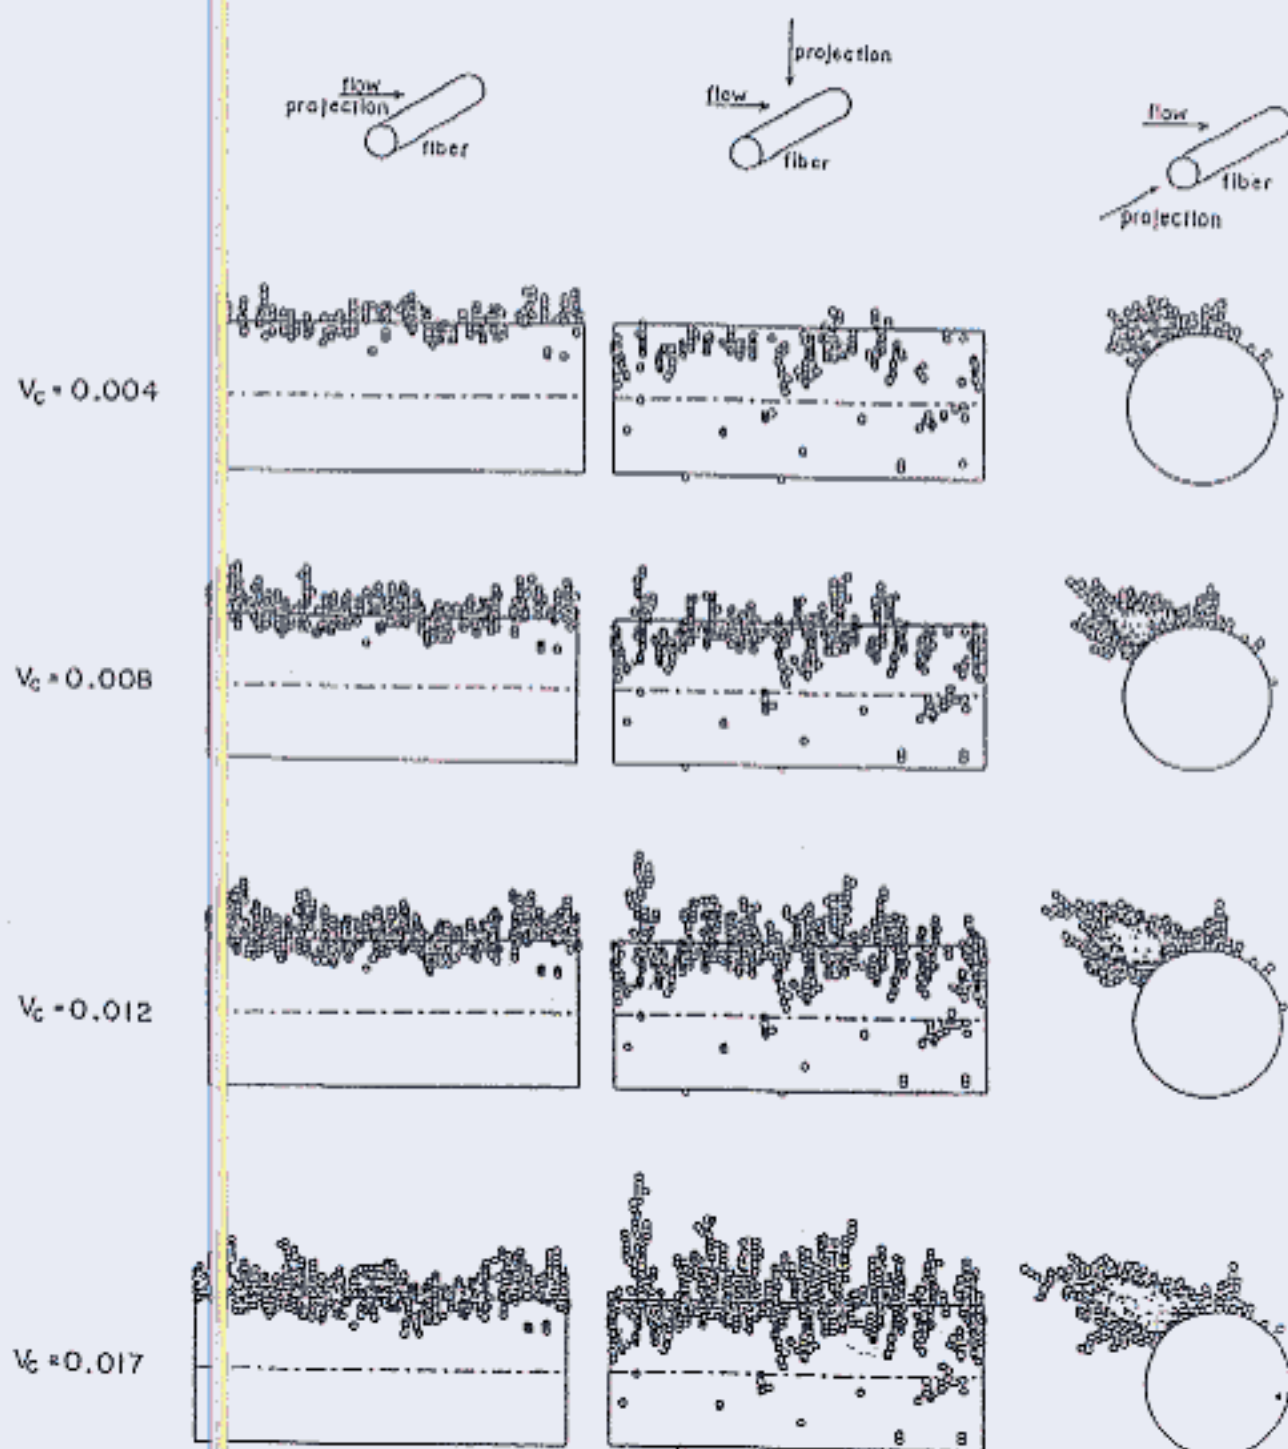 projection
flow
projection
fiber
flow
fiber
flow
fiber
projection
Vc = 0.004
Vc = 0.008
Vc = 0.012
Vc = 0.017